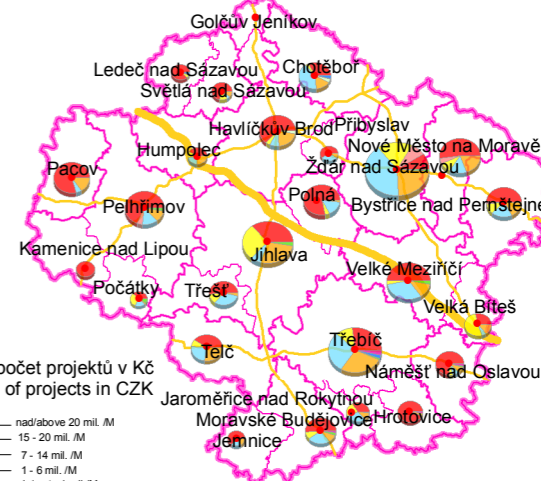 Golčův Jeníkov
Ledeč nad Sázavou
Chotěboř
Světlá nad Sázavou
Havlíčkův Brod
Přibyslav
Humpolec
Nové Město na Moravě
Žďár nad Sázavou
Pacov
Polná
Bystřice nad Pernštejne
Pelhřimov
Jihlava
Kamenice nad Lipou
Velké Meziříčí
Počátky
Třešť
Velká Bíteš
Telč
Třebíč
počet projektů v Kč
of projects in CZK
Náměšť nad Oslavou
Jaroměřice nad Rokytnou
Moravské Budějovice
Hrotovice
Jemnice
nad/above 20 mil. /M
15 - 20 mil. /M
7 - 14 mil. /M
1 - 6 mil. /M